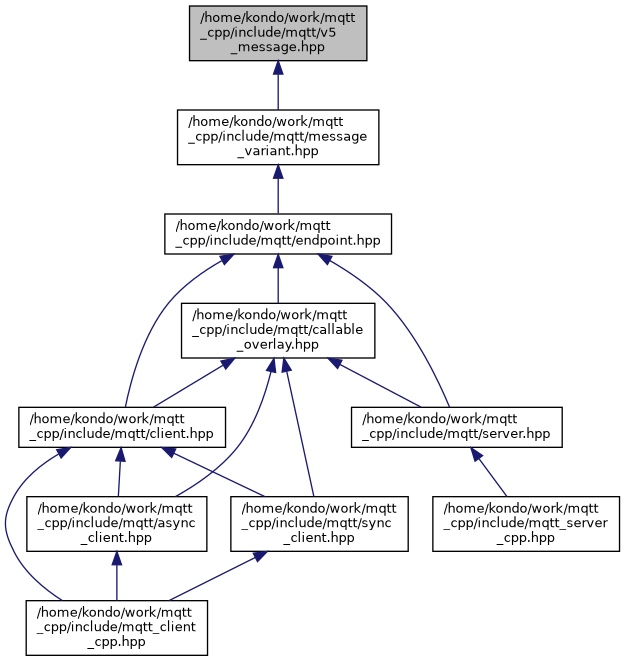 /home/kondo/work/mqtt
_cpp/include/mqtt/v5
_message.hpp
/home/kondo/work/mqtt
_cpp/include/mqtt/message
_variant.hpp
/home/kondo/work/mqtt
_cpp/include/mqtt/endpoint.hpp
/home/kondo/work/mqtt
_cpp/include/mqtt/callable
_overlay.hpp
/home/kondo/work/mqtt
_cpp/include/mqtt/client.hpp
/home/kondo/work/mqtt
_cpp/include/mqtt/server.hpp
/home/kondo/work/mqtt
_cpp/include/mqtt/async
_client.hpp
/home/kondo/work/mqtt
_cpp/include/mqtt/sync
_client.hpp
/home/kondo/work/mqtt
_cpp/include/mqtt_server
_cpp.hpp
/home/kondo/work/mqtt
_cpp/include/mqtt_client
_cpp.hpp